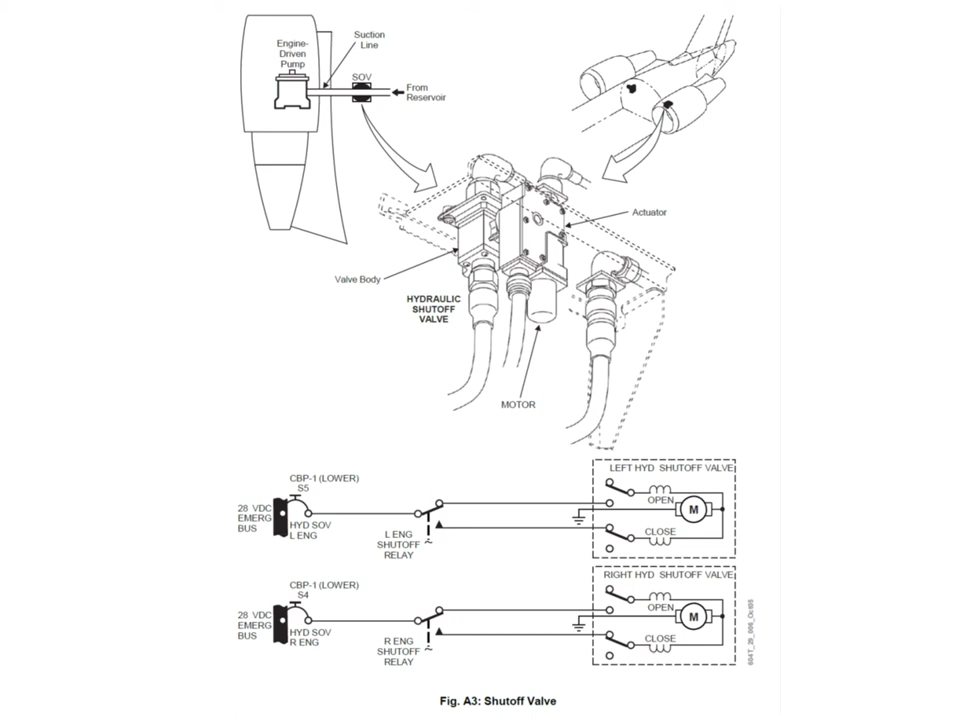 Engine-
Driven
Pump
Suction
Line
SOV
From
Reservoir
Actuator
Valve Body
HYDRAULIC
SHUTOFF
VALVE
MOTOR
CBP-1 (LOWER)
S5
28 VDC
EMERG
BUS
HYD SOV
L ENG
L ENG
SHUTOFF
RELAY
LEFT HYD SHUTOFF VALVE
OPEN
M
CLOSE
CBP-1 (LOWER)
S4
28 VDC
EMERG
BUS
HYD SOV
R ENG
R ENG
SHUTOFF
RELAY
RIGHT HYD SHUTOFF VALVE
OPEN
M
CLOSE
604T_29_006_Oct05
Fig. A3: Shutoff Valve